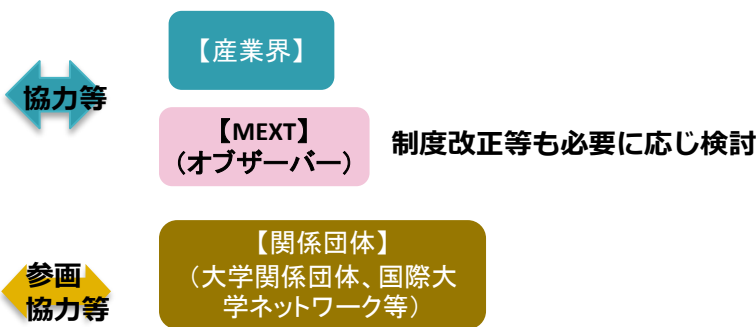 【産業界】
協力等
【MEXT】
（オブザーバー）
制度改正等も必要に応じ検討
【関係団体】
（大学関係団体、国際大
学ネットワーク等）
参画
協力等